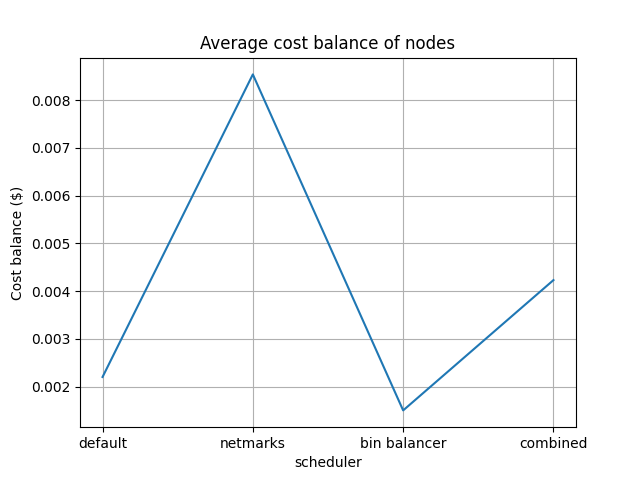 Average cost balance of nodes
Cost balance ($)
0.008
0.007
0.006
0.005
0.004
0.003
0.002
default netmarks bin balancer combined
scheduler